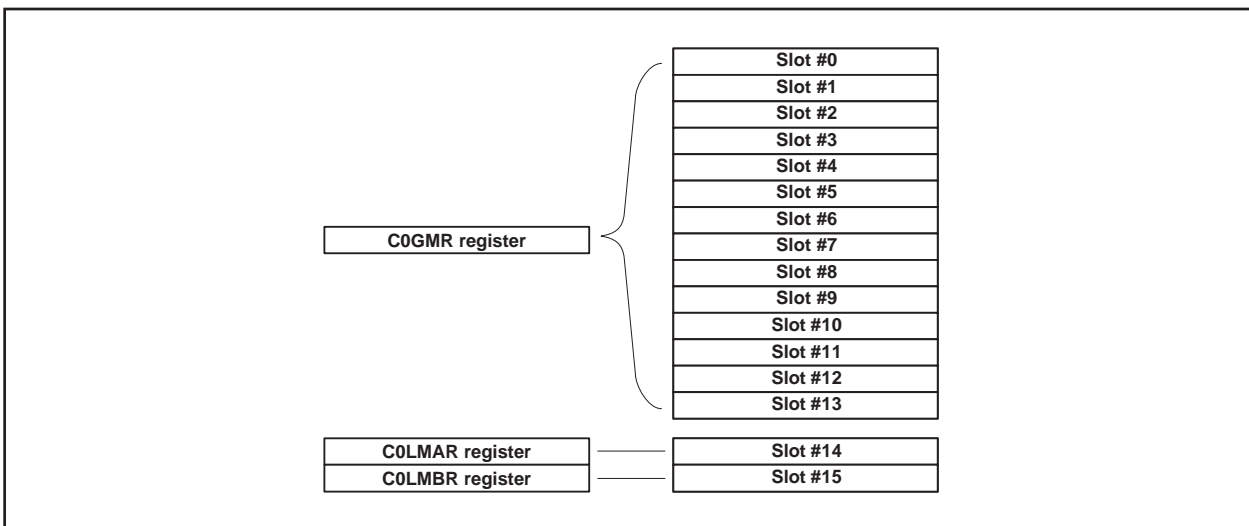 Slot #0
Slot #1
Slot #2
Slot #3
Slot #4
Slot #5
Slot #6
C0GMR register
Slot #7
Slot #8
Slot #9
Slot #10
Slot #11
Slot #12
Slot #13
C0LMAR register
Slot #14
C0LMBR register
Slot #15